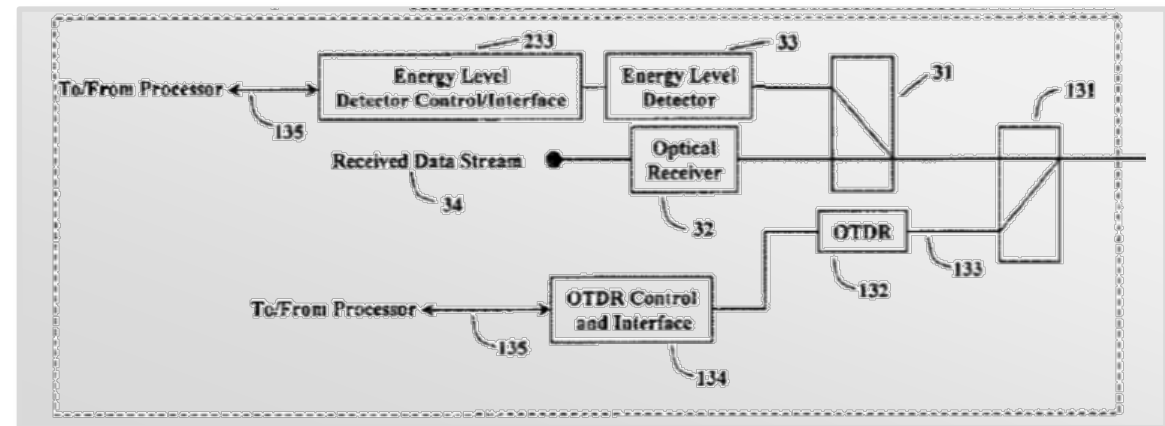 233
33
31
131
Energy Level
Detector Control/Interface
Energy Level
Detector
To/From Processor
135
Received Data Stream
34
Optical
Receiver
32
OTDR
133
132
To/From Processor
135
OTDR Control
and Interface
134